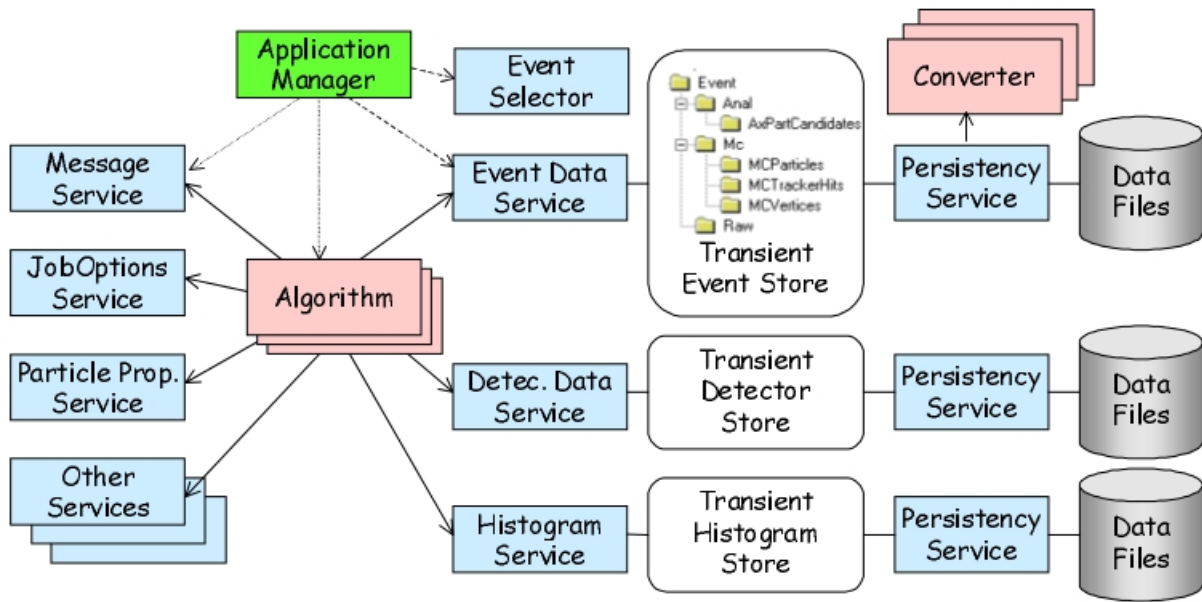 Application
Manager
Event
Selector
Event
Anal
AxPartCandidates
Mc
MCParticles
MCTrackerHits
MCVertices
Raw
Transient
Event Store
Converter
Message
Service
Event Data
Service
Persistency
Service
Data
Files
JobOptions
Service
Algorithm
Particle Prop.
Service
Detec. Data
Service
Transient
Detector
Store
Persistency
Service
Data
Files
Other
Services
Histogram
Service
Transient
Histogram
Store
Persistency
Service
Data
Files